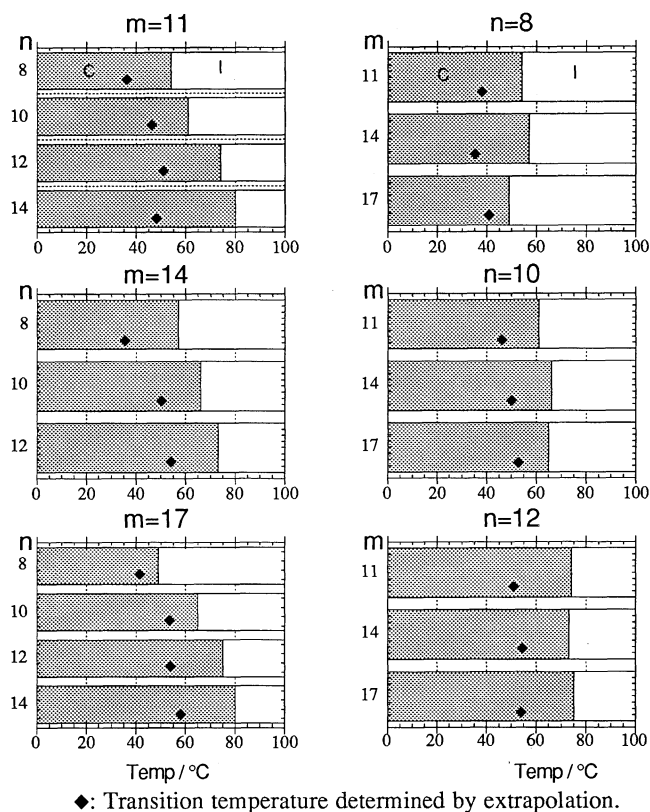 m=11
n
8 C I
10
12
14
0 20 40 60 80 100
m=14
n
8
10
12
0 20 40 60 80 100
m=17
n
8
10
12
14
0 20 40 60 80 100
Temp / °C
n=8
m
11 C I
14
17
0 20 40 60 80 100
n=10
m
11
14
17
0 20 40 60 80 100
n=12
m
11
14
17
0 20 40 60 80 100
Temp / °C
◆: Transition temperature determined by extrapolation.